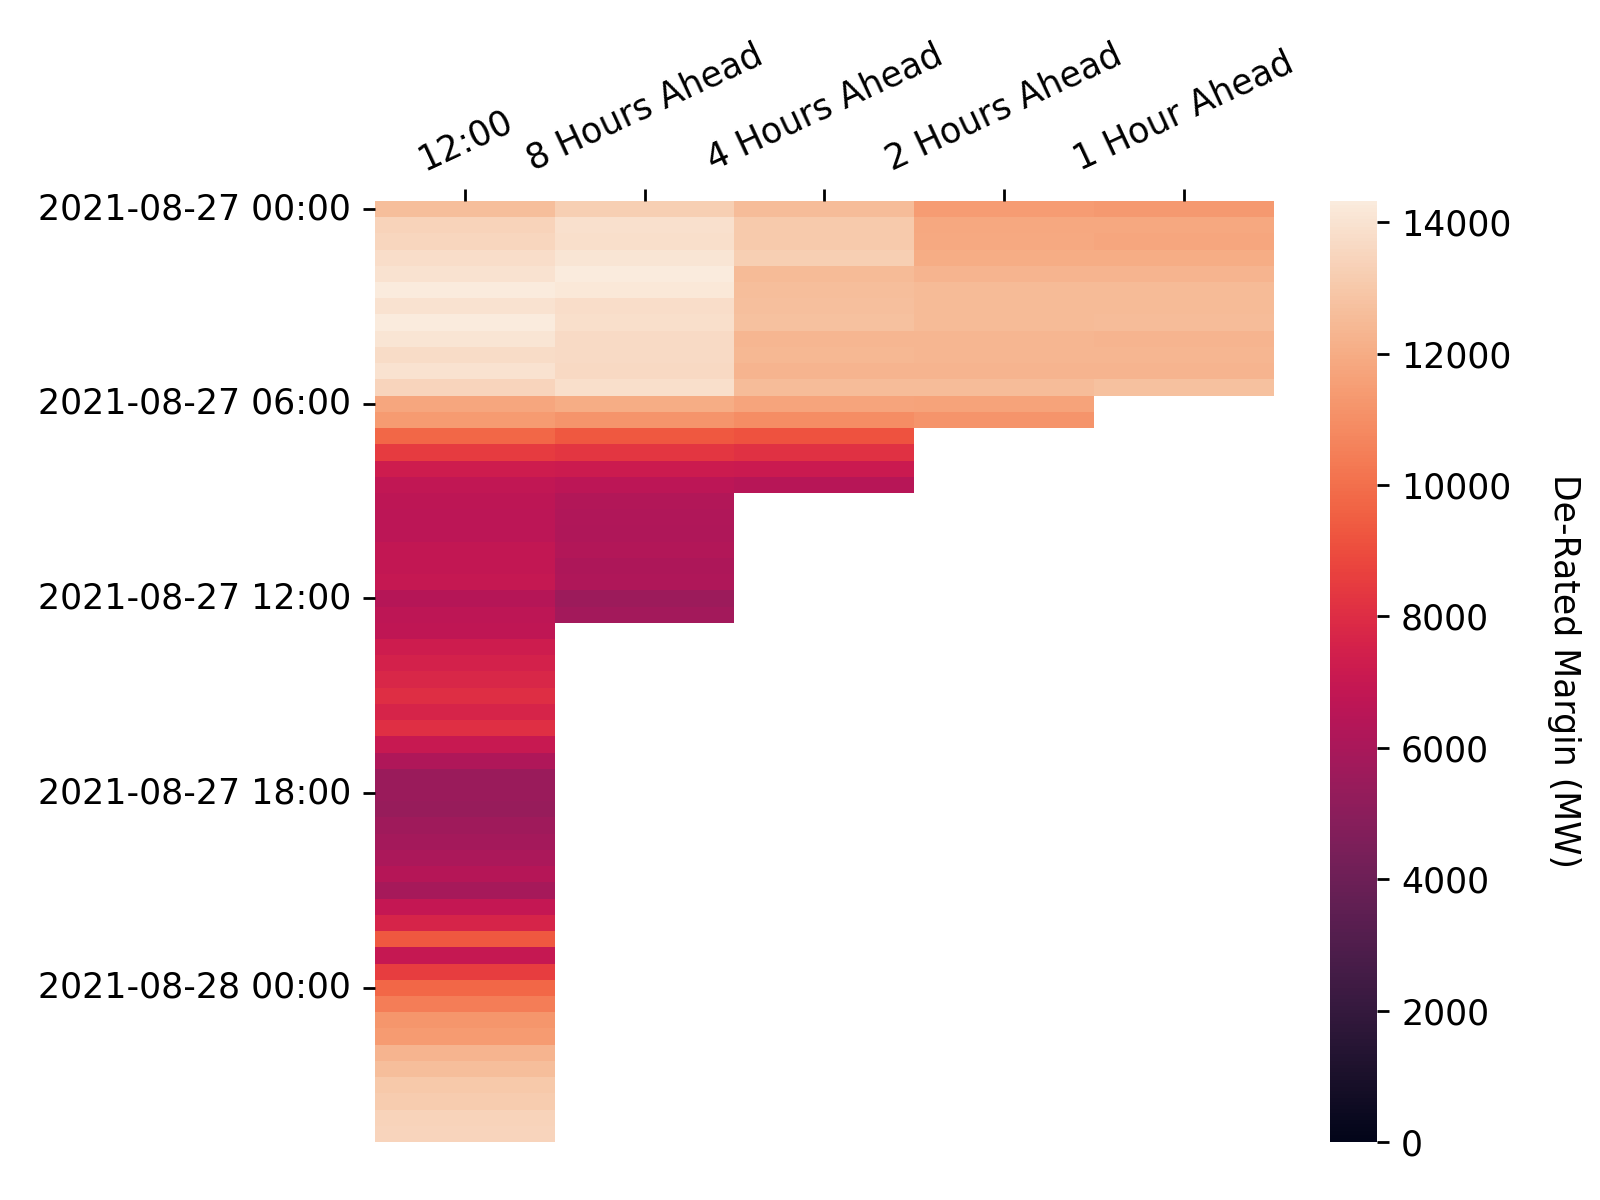 12:00
8 Hours Ahead
4 Hours Ahead
2 Hours Ahead
1 Hour Ahead
2021-08-27 00:00
2021-08-27 06:00
2021-08-27 12:00
2021-08-27 18:00
2021-08-28 00:00
14000
12000
10000
8000
6000
4000
2000
0
De-Rated Margin (MW)